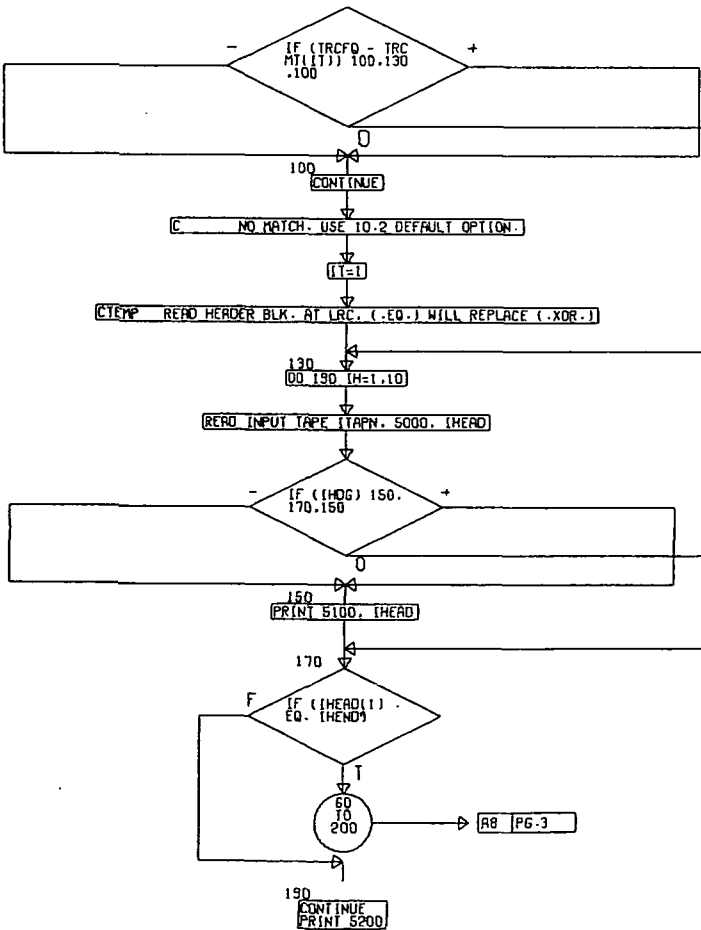 -
IF (TRCFQ - TRC
MT(IT)) 100,130
,100
+
0
100
CONTINUE
C NO MATCH. USE 10.2 DEFAULT OPTION.
IT=1
CTEMP READ HEADER BLK. AT LRC. (.EQ.) WILL REPLACE (.XOR.)
130
DO 190 IH=1,10
READ INPUT TAPE ITAPN, 5000, IHEAD
-
IF (IHDG) 150,
170,150
+
0
150
PRINT 5100, IHEAD
170
F
IF (IHEAD(1) .
EQ. IHEND)
T
GO
TO
200
A8 PG.3
190
CONTINUE
PRINT 5200